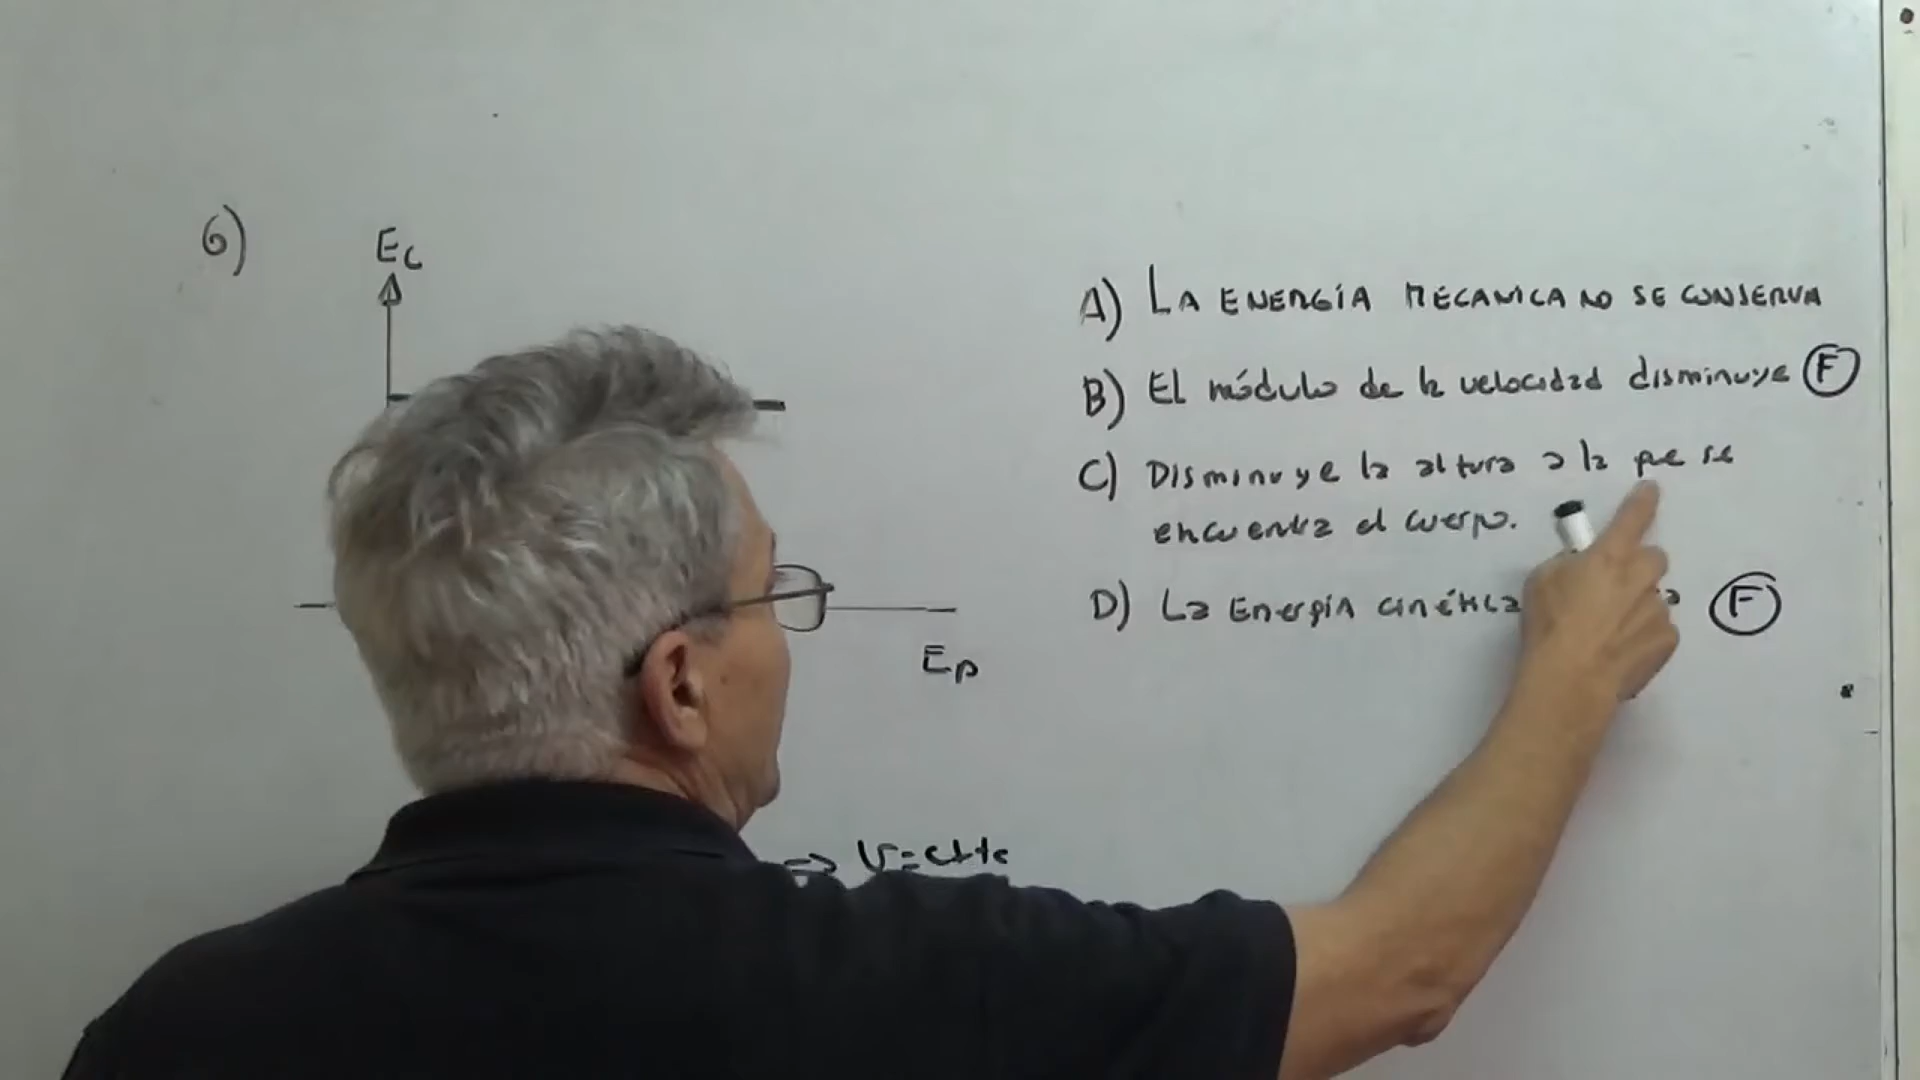 6)
Ec
A) LA ENERGÍA MECANICA NO SE CONSERVA
B) El módulo de la velocidad disminuye F
C) Disminuye la altura a la que se
encuentra el cuerpo.
D) La Energía cinética F
Ep
=> V=ctte